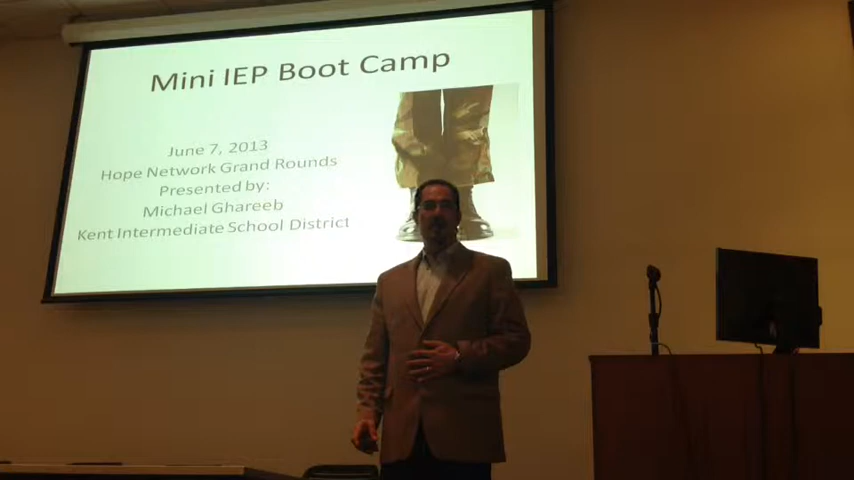 Mini IEP Boot Camp
June 7, 2013
Hope Network Grand Rounds
Presented by:
Michael Ghareeb
Kent Intermediate School District